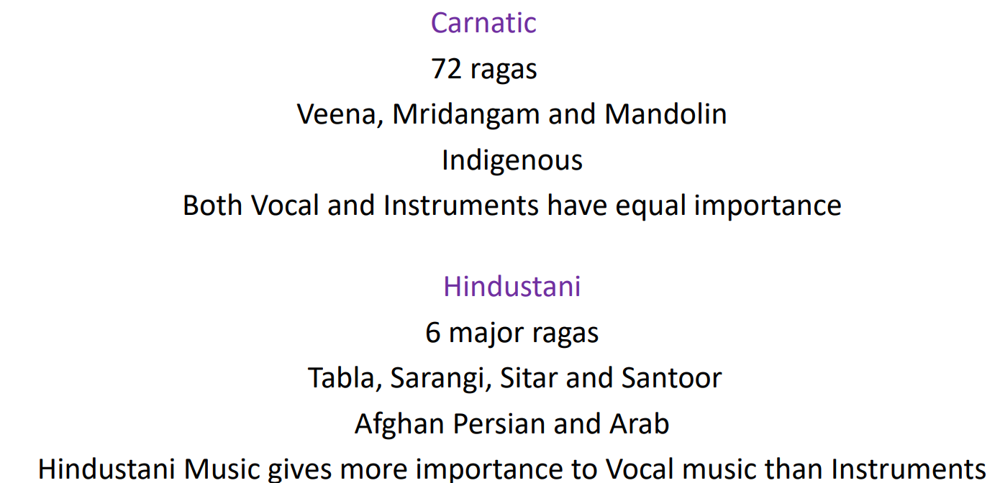 Carnatic
72 ragas
Veena, Mridangam and Mandolin
Indigenous
Both Vocal and Instruments have equal importance
Hindustani
6 major ragas
Tabla, Sarangi, Sitar and Santoor
Afghan Persian and Arab
Hindustani Music gives more importance to Vocal music than Instruments